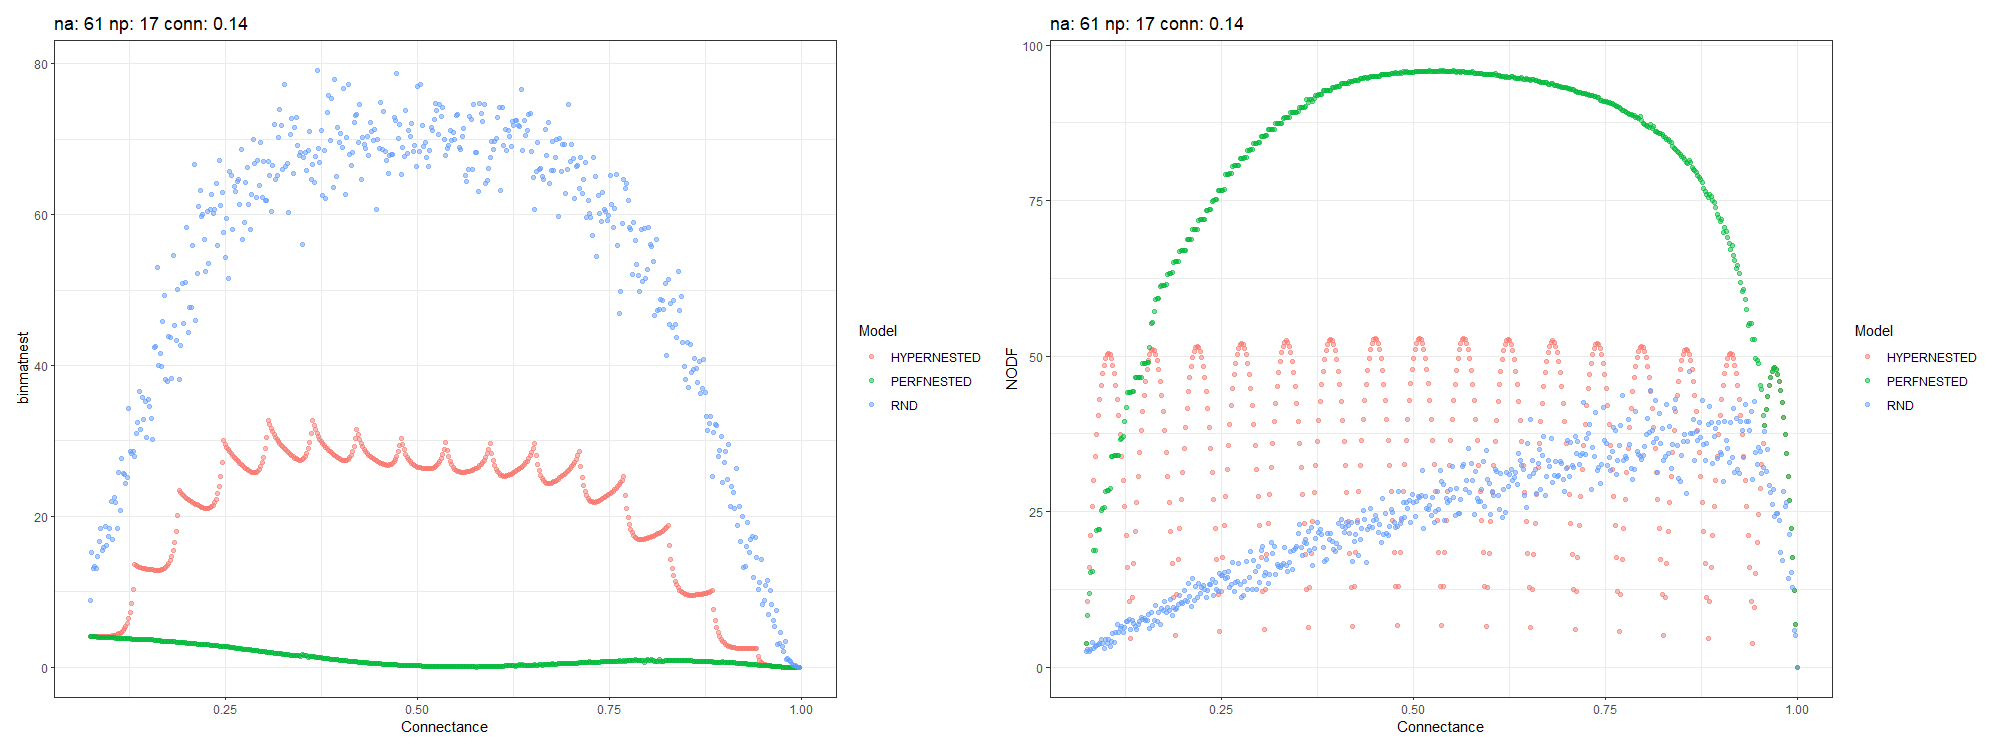 na: 61 np: 17 conn: 0.14
80
60
40
20
0
binmatnest
0.25 0.50 0.75 1.00
Connectance
Model
HYPERNESTED
PERFNESTED
RND
na: 61 np: 17 conn: 0.14
100
75
50
25
0
NODF
0.25 0.50 0.75 1.00
Connectance
Model
HYPERNESTED
PERFNESTED
RND